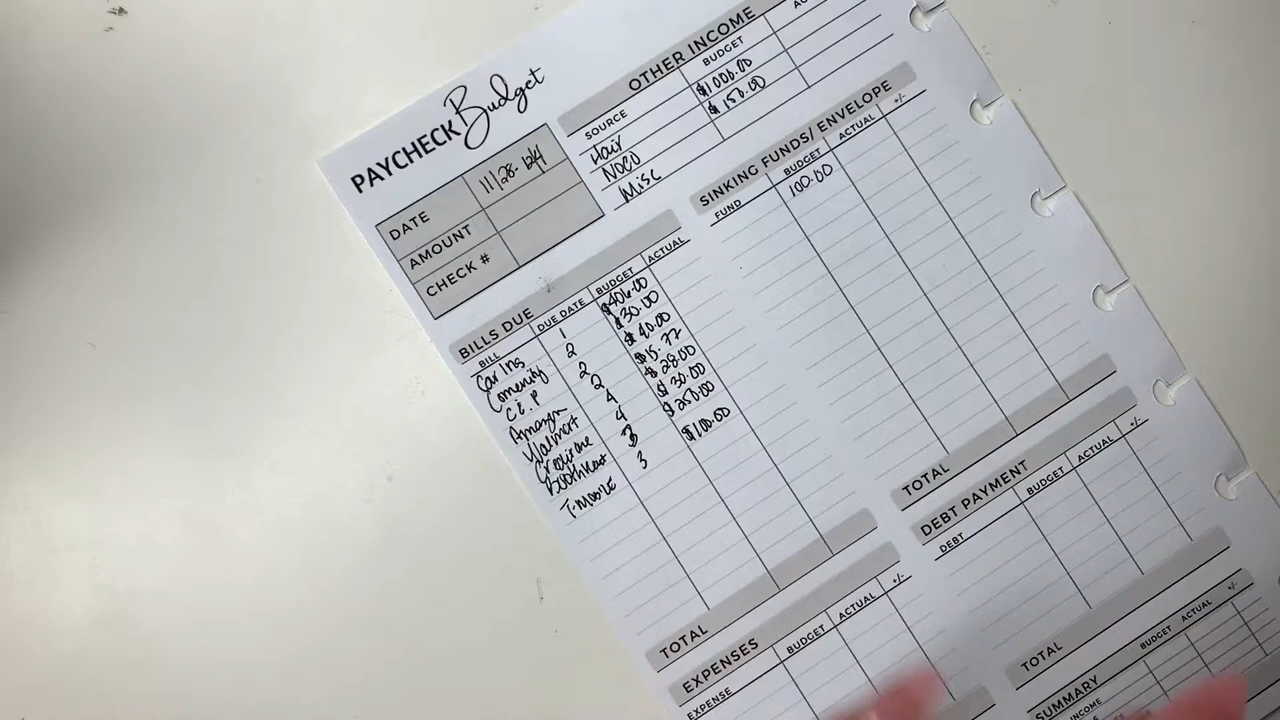 PAYCHECK Budget
DATE 11/28-12/4
AMOUNT
CHECK #
OTHER INCOME
SOURCE BUDGET
Hair $1000.00
NOCO $150.00
Misc
BILLS DUE
BILL DUE DATE BUDGET ACTUAL
Car Ins 1 $406.00
Comenity 2 $30.00
C.E.P 2 $40.00
Amazon 2 $15.77
Walmart 4 $28.00
Credit one 4 $30.00
3 $250.00
T-Mobile 3 $100.00
TOTAL
SINKING FUNDS/ ENVELOPE
FUND BUDGET ACTUAL +/-
100.00
TOTAL
DEBT PAYMENT
DEBT BUDGET ACTUAL +/-
TOTAL
EXPENSES
EXPENSE BUDGET ACTUAL +/-
SUMMARY
BUDGET ACTUAL +/-
INCOME